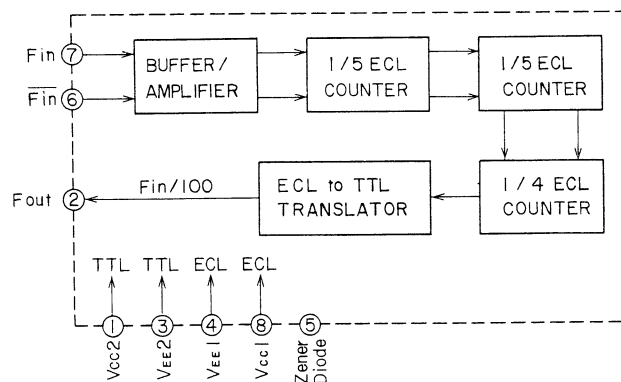 Fin 7
BUFFER/
AMPLIFIER
1/5 ECL
COUNTER
1/5 ECL
COUNTER
Fin 6
Fout 2
Fin/100
ECL to TTL
TRANSLATOR
1/4 ECL
COUNTER
TTL TTL ECL ECL
1 3 4 8 5
Vcc2
VEE2
VEE1
Vcc1
Zener
Diode